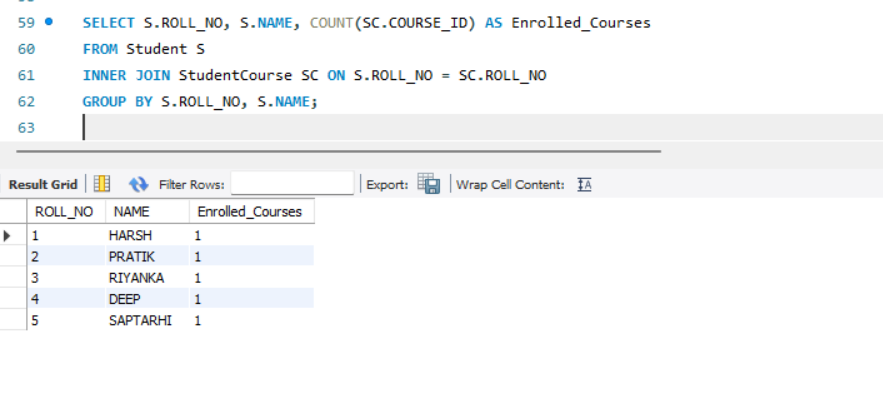 59 SELECT S.ROLL_NO, S.NAME, COUNT(SC.COURSE_ID) AS Enrolled_Courses
60 FROM Student S
61 INNER JOIN StudentCourse SC ON S.ROLL_NO = SC.ROLL_NO
62 GROUP BY S.ROLL_NO, S.NAME;
63
Result Grid Filter Rows: Export: Wrap Cell Content: IA
ROLL_NO NAME Enrolled_Courses
1 HARSH 1
2 PRATIK 1
3 RIYANKA 1
4 DEEP 1
5 SAPTARHI 1